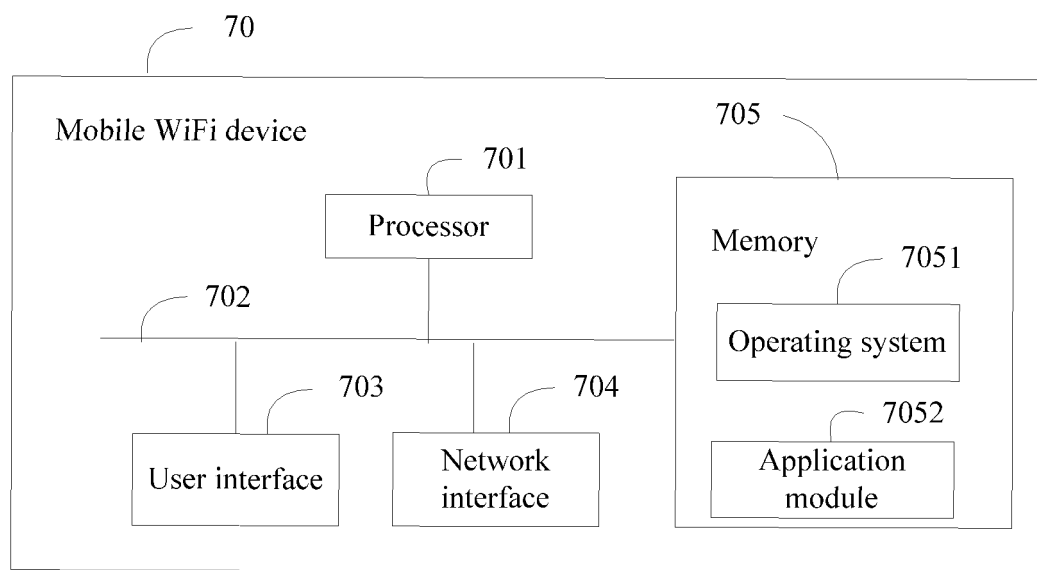 70
Mobile WiFi device
705
701
Processor
Memory
7051
702
Operating system
703
704
7052
User interface
Network
interface
Application
module